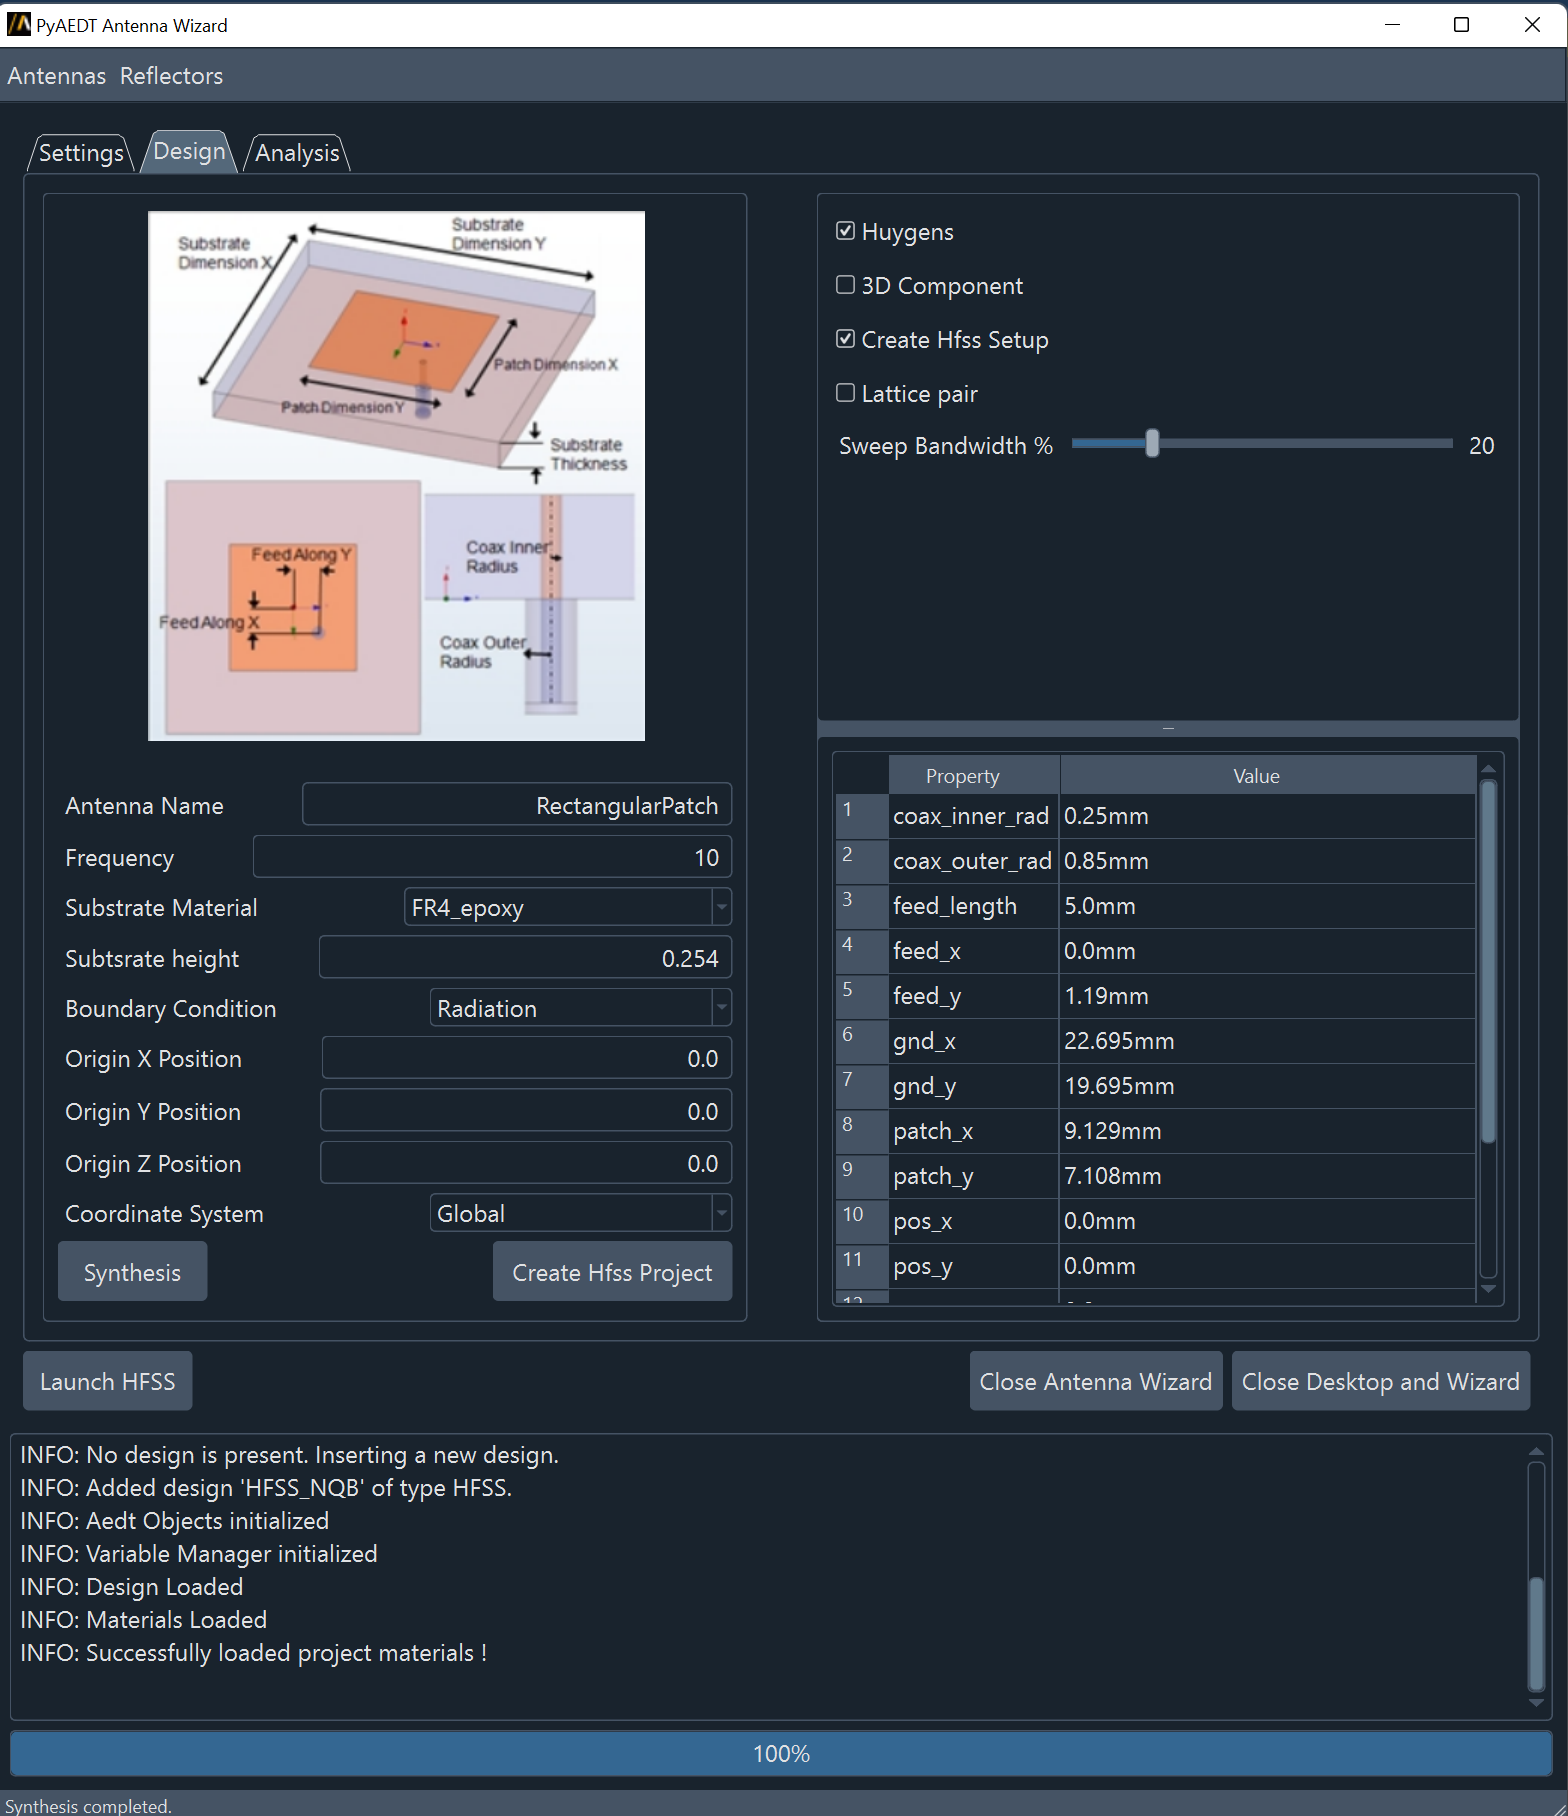 PyAEDT Antenna Wizard
Antennas Reflectors
Settings Design Analysis
Substrate
Dimension X
Substrate
Dimension Y
Patch Dimension X
Patch Dimension Y
Substrate
Thickness
Feed Along Y
Feed Along X
Coax Inner
Radius
Coax Outer
Radius
Antenna Name RectangularPatch
Frequency 10
Substrate Material FR4_epoxy
Subtsrate height 0.254
Boundary Condition Radiation
Origin X Position 0.0
Origin Y Position 0.0
Origin Z Position 0.0
Coordinate System Global
Synthesis Create Hfss Project
Huygens
3D Component
Create Hfss Setup
Lattice pair
Sweep Bandwidth % 20
Property Value
1 coax_inner_rad 0.25mm
2 coax_outer_rad 0.85mm
3 feed_length 5.0mm
4 feed_x 0.0mm
5 feed_y 1.19mm
6 gnd_x 22.695mm
7 gnd_y 19.695mm
8 patch_x 9.129mm
9 patch_y 7.108mm
10 pos_x 0.0mm
11 pos_y 0.0mm
Launch HFSS Close Antenna Wizard Close Desktop and Wizard
INFO: No design is present. Inserting a new design.
INFO: Added design 'HFSS_NQB' of type HFSS.
INFO: Aedt Objects initialized
INFO: Variable Manager initialized
INFO: Design Loaded
INFO: Materials Loaded
INFO: Successfully loaded project materials !
100%
Synthesis completed.